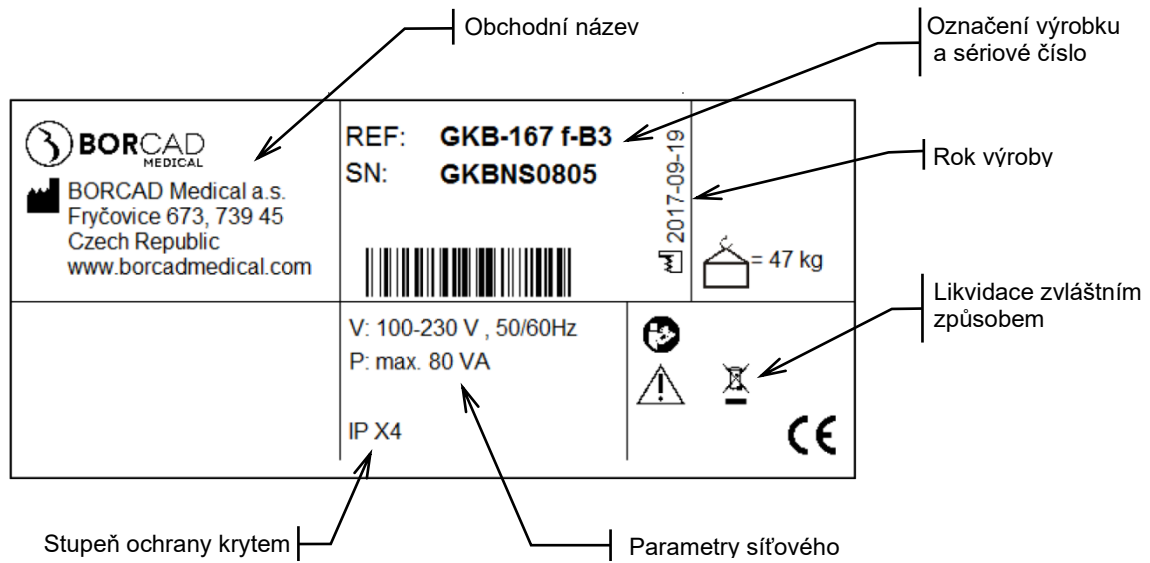 Obchodní název
Označení výrobku
a sériové číslo
BORCAD
MEDICAL
BORCAD Medical a.s.
Fryčovice 673, 739 45
Czech Republic
www.borcadmedical.com
REF: GKB-167 f-B3
SN: GKBNS0805
2017-09-19
Rok výroby
= 47 kg
Likvidace zvláštním
způsobem
V: 100-230 V , 50/60Hz
P: max. 80 VA
IP X4
CE
Stupeň ochrany krytem
Parametry síťového